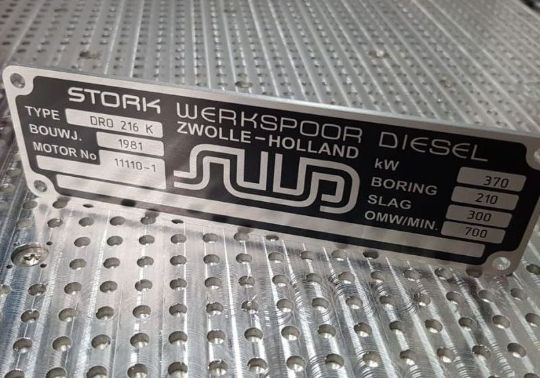 STORK WERKSPOOR DIESEL
ZWOLLE-HOLLAND
TYPE DRO 216 K
BOUWJ. 1981
MOTOR No 11110-1
SWD
kW 370
BORING 210
SLAG 300
OMW/MIN. 700